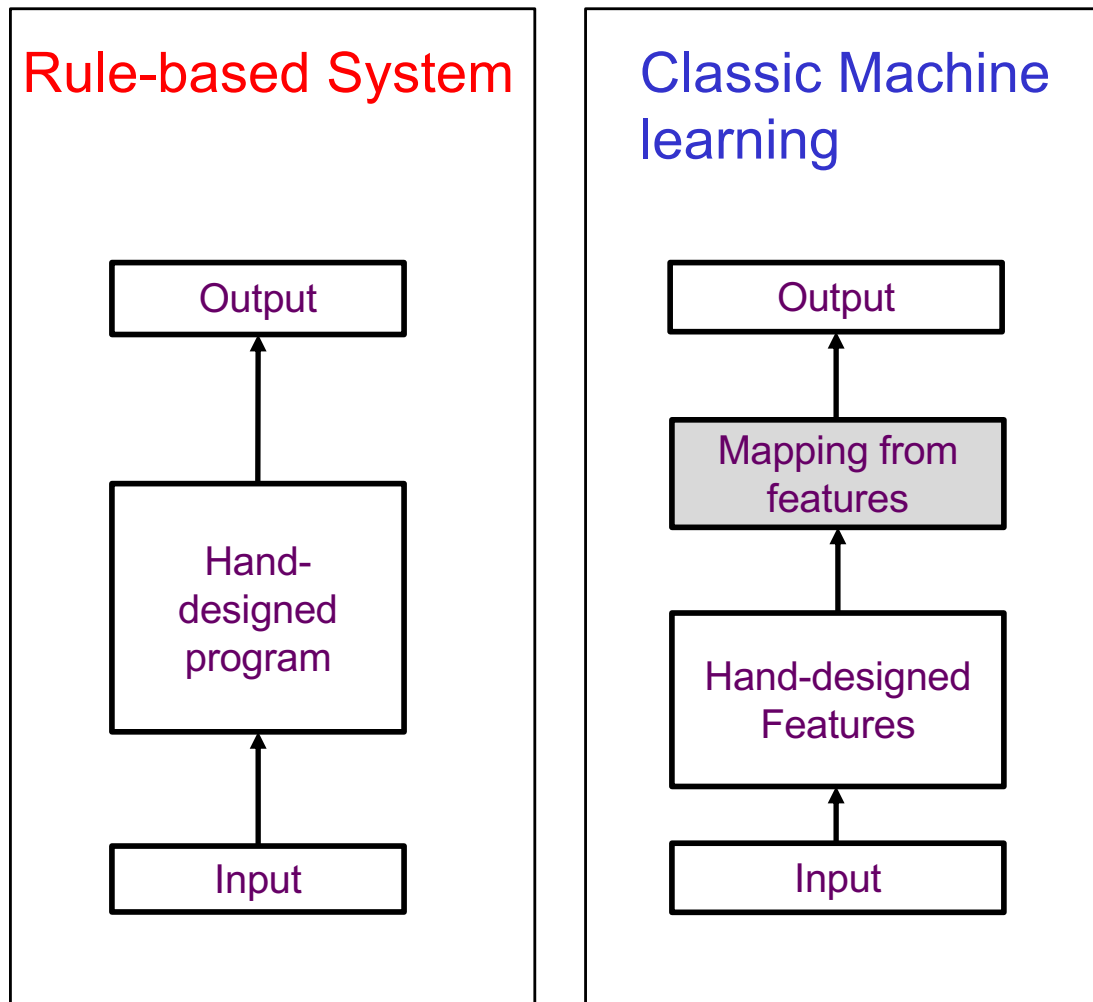 Rule-based System
Output
Hand-
designed
program
Input
Classic Machine
learning
Output
Mapping from
features
Hand-designed
Features
Input